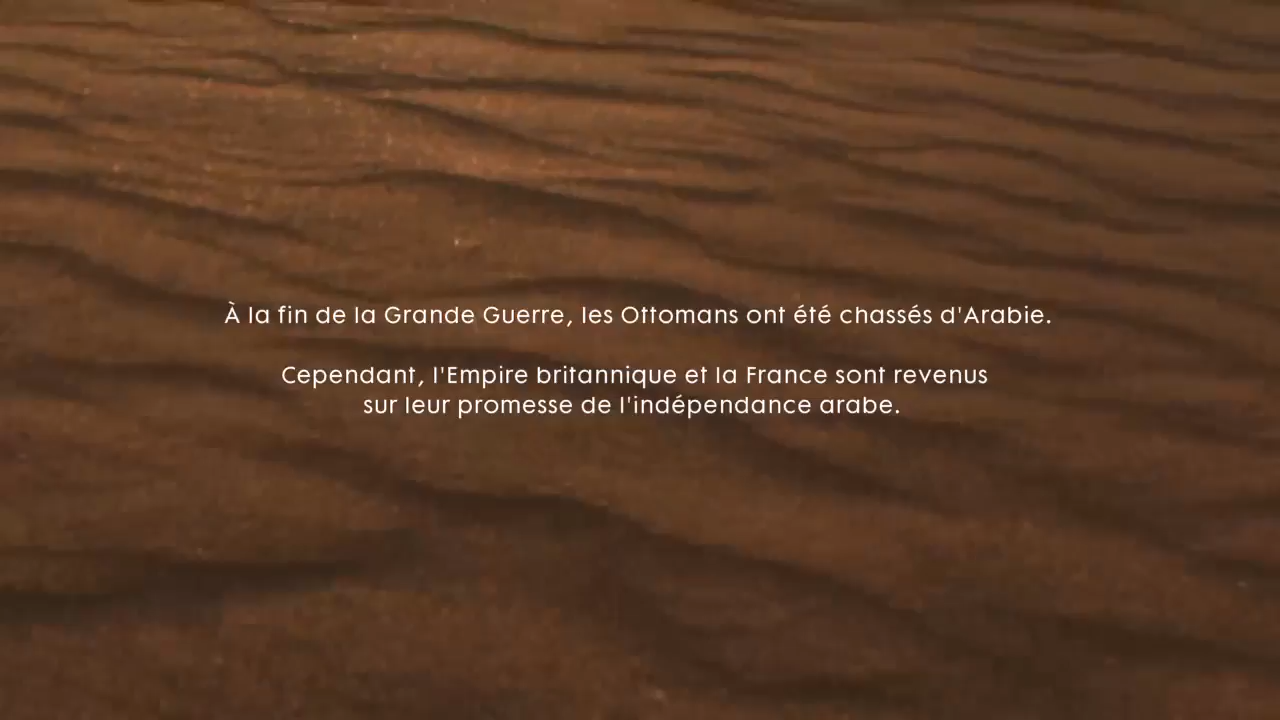 À la fin de la Grande Guerre, les Ottomans ont été chassés d'Arabie.
Cependant, l'Empire britannique et la France sont revenus
sur leur promesse de l'indépendance arabe.